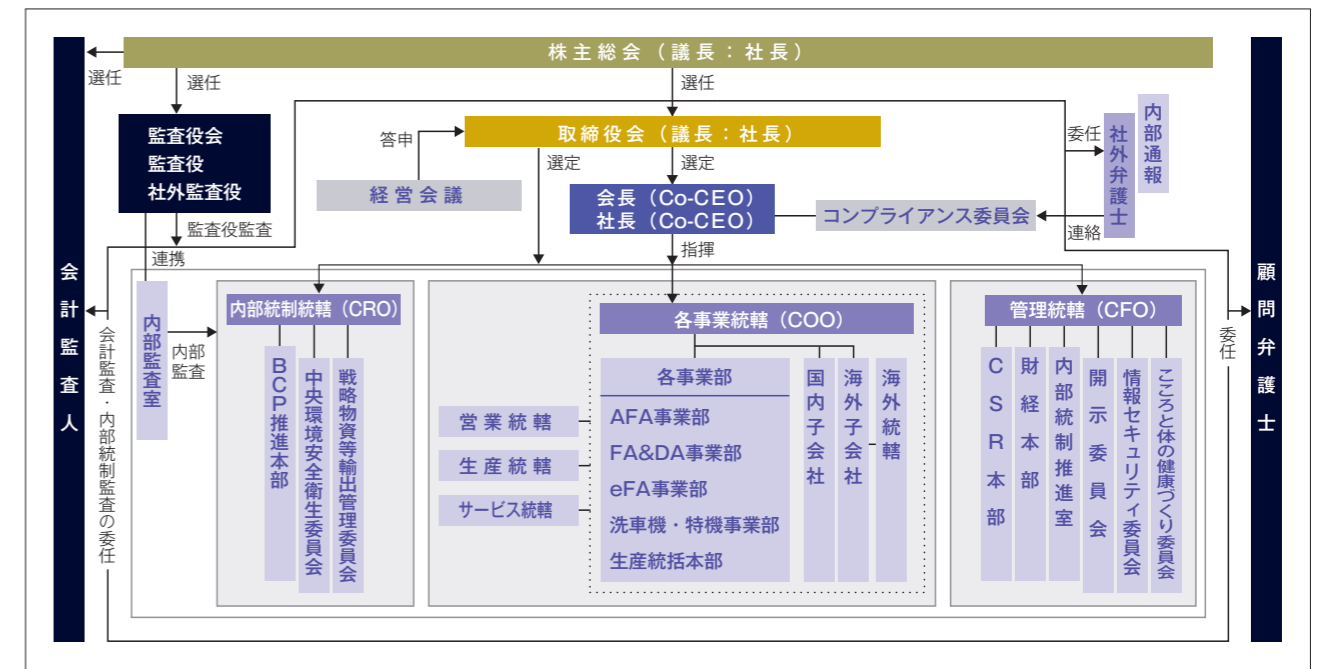 株主総会（議長：社長）
選任
選任
選任
監査役会
監査役
社外監査役
答申
取締役会（議長：社長）
選定
選定
経営会議
会長（Co-CEO）
社長（Co-CEO）
コンプライアンス委員会
委任
社外弁護士
内部通報
連絡
監査役監査
連携
指揮
会計監査人
顧問弁護士
委任
会計監査・内部統制監査の委任
内部監査室
内部
監査
内部統制統轄（CRO）
BCP推進本部
中央環境安全衛生委員会
戦略物資等輸出管理委員会
営業統轄
生産統轄
サービス統轄
各事業統轄（COO）
各事業部
AFA事業部
FA&DA事業部
eFA事業部
洗車機・特機事業部
生産統括本部
国内子会社
海外子会社
海外統轄
管理統轄（CFO）
CSR本部
財経本部
内部統制推進室
開示委員会
情報セキュリティ委員会
こころと体の健康づくり委員会